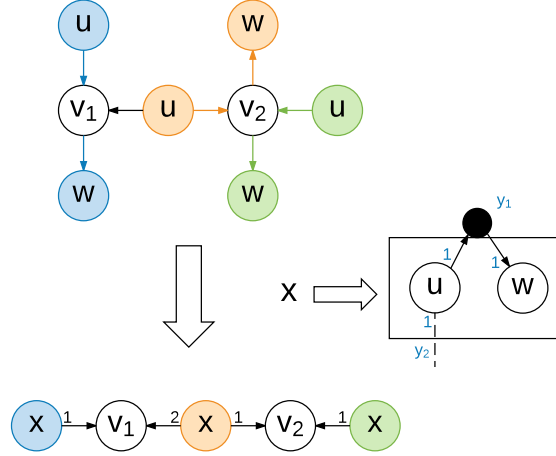 u w
v₁ u v₂ u
w w
y₁
1 1
x u w
1
y₂
x 1 v₁ 2 x 1 v₂ 1 x